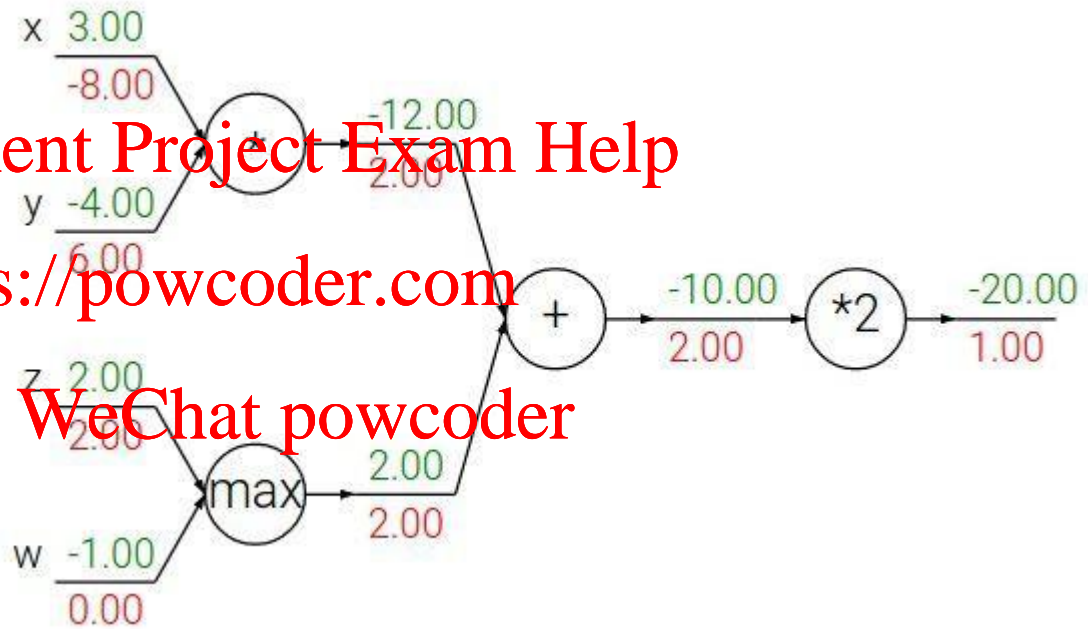 x 3.00
-8.00
*
-12.00
2.00
ent Project Exam Help
y -4.00
6.00
s://powcoder.com
+
-10.00
2.00
*2
-20.00
1.00
z 2.00
2.00
WeChat powcoder
max
2.00
2.00
w -1.00
0.00